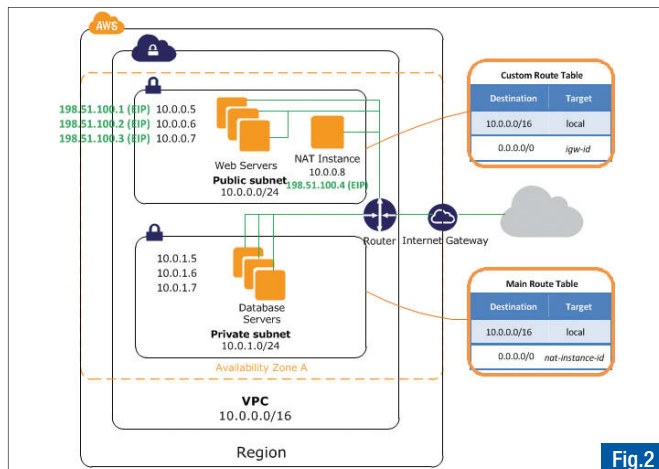 AWS
198.51.100.1 (EIP) 10.0.0.5
198.51.100.2 (EIP) 10.0.0.6
198.51.100.3 (EIP) 10.0.0.7
Web Servers
Public subnet
10.0.0.0/24
NAT Instance
10.0.0.8
198.51.100.4 (EIP)
Custom Route Table
Destination Target
10.0.0.0/16 local
0.0.0.0/0 igw-id
Router
Internet Gateway
10.0.1.5
10.0.1.6
10.0.1.7
Database
Servers
Private subnet
10.0.1.0/24
Availability Zone A
Main Route Table
Destination Target
10.0.0.0/16 local
0.0.0.0/0 nat-instance-id
VPC
10.0.0.0/16
Region
Fig.2